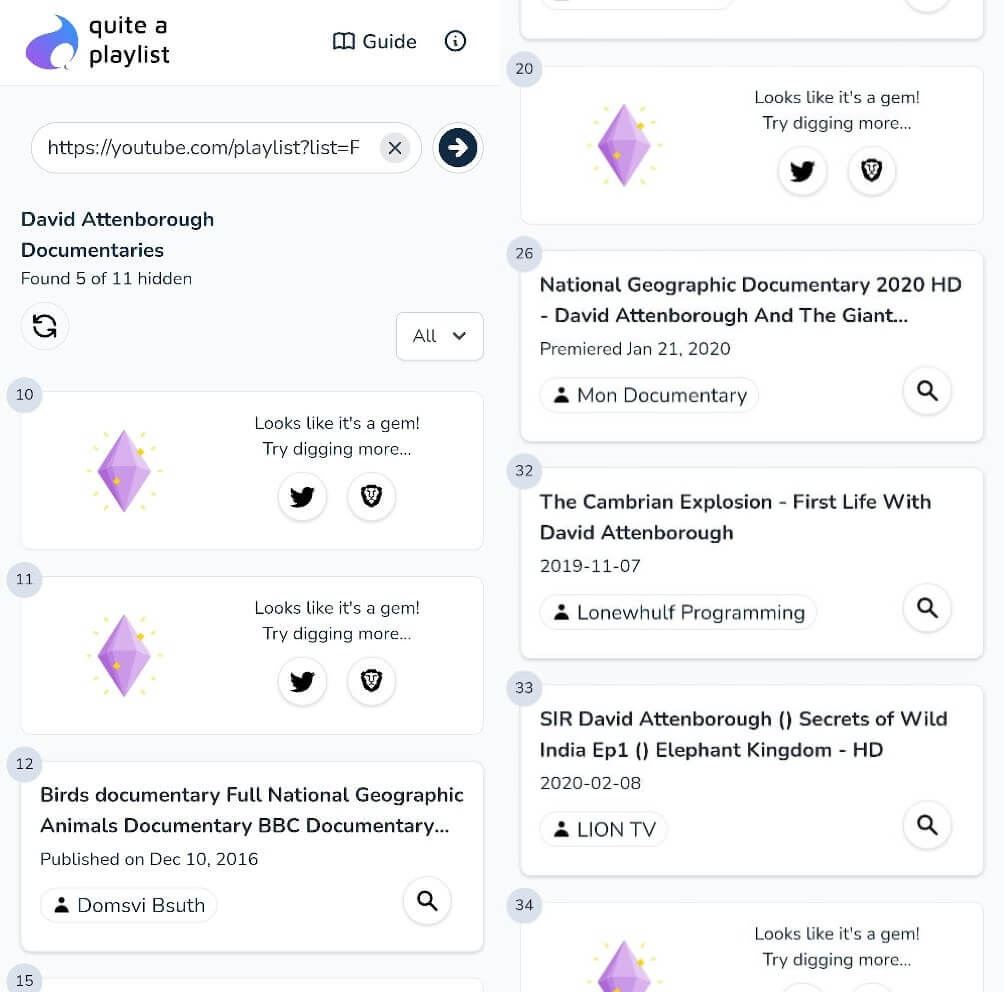 quite a
playlist
Guide
https://youtube.com/playlist?list=F
David Attenborough
Documentaries
Found 5 of 11 hidden
All
10
Looks like it's a gem!
Try digging more...
11
Looks like it's a gem!
Try digging more...
12
Birds documentary Full National Geographic
Animals Documentary BBC Documentary...
Published on Dec 10, 2016
Domsvi Bsuth
15
20
Looks like it's a gem!
Try digging more...
26
National Geographic Documentary 2020 HD
- David Attenborough And The Giant...
Premiered Jan 21, 2020
Mon Documentary
32
The Cambrian Explosion - First Life With
David Attenborough
2019-11-07
Lonewhulf Programming
33
SIR David Attenborough () Secrets of Wild
India Ep1 () Elephant Kingdom - HD
2020-02-08
LION TV
34
Looks like it's a gem!
Try digging more...